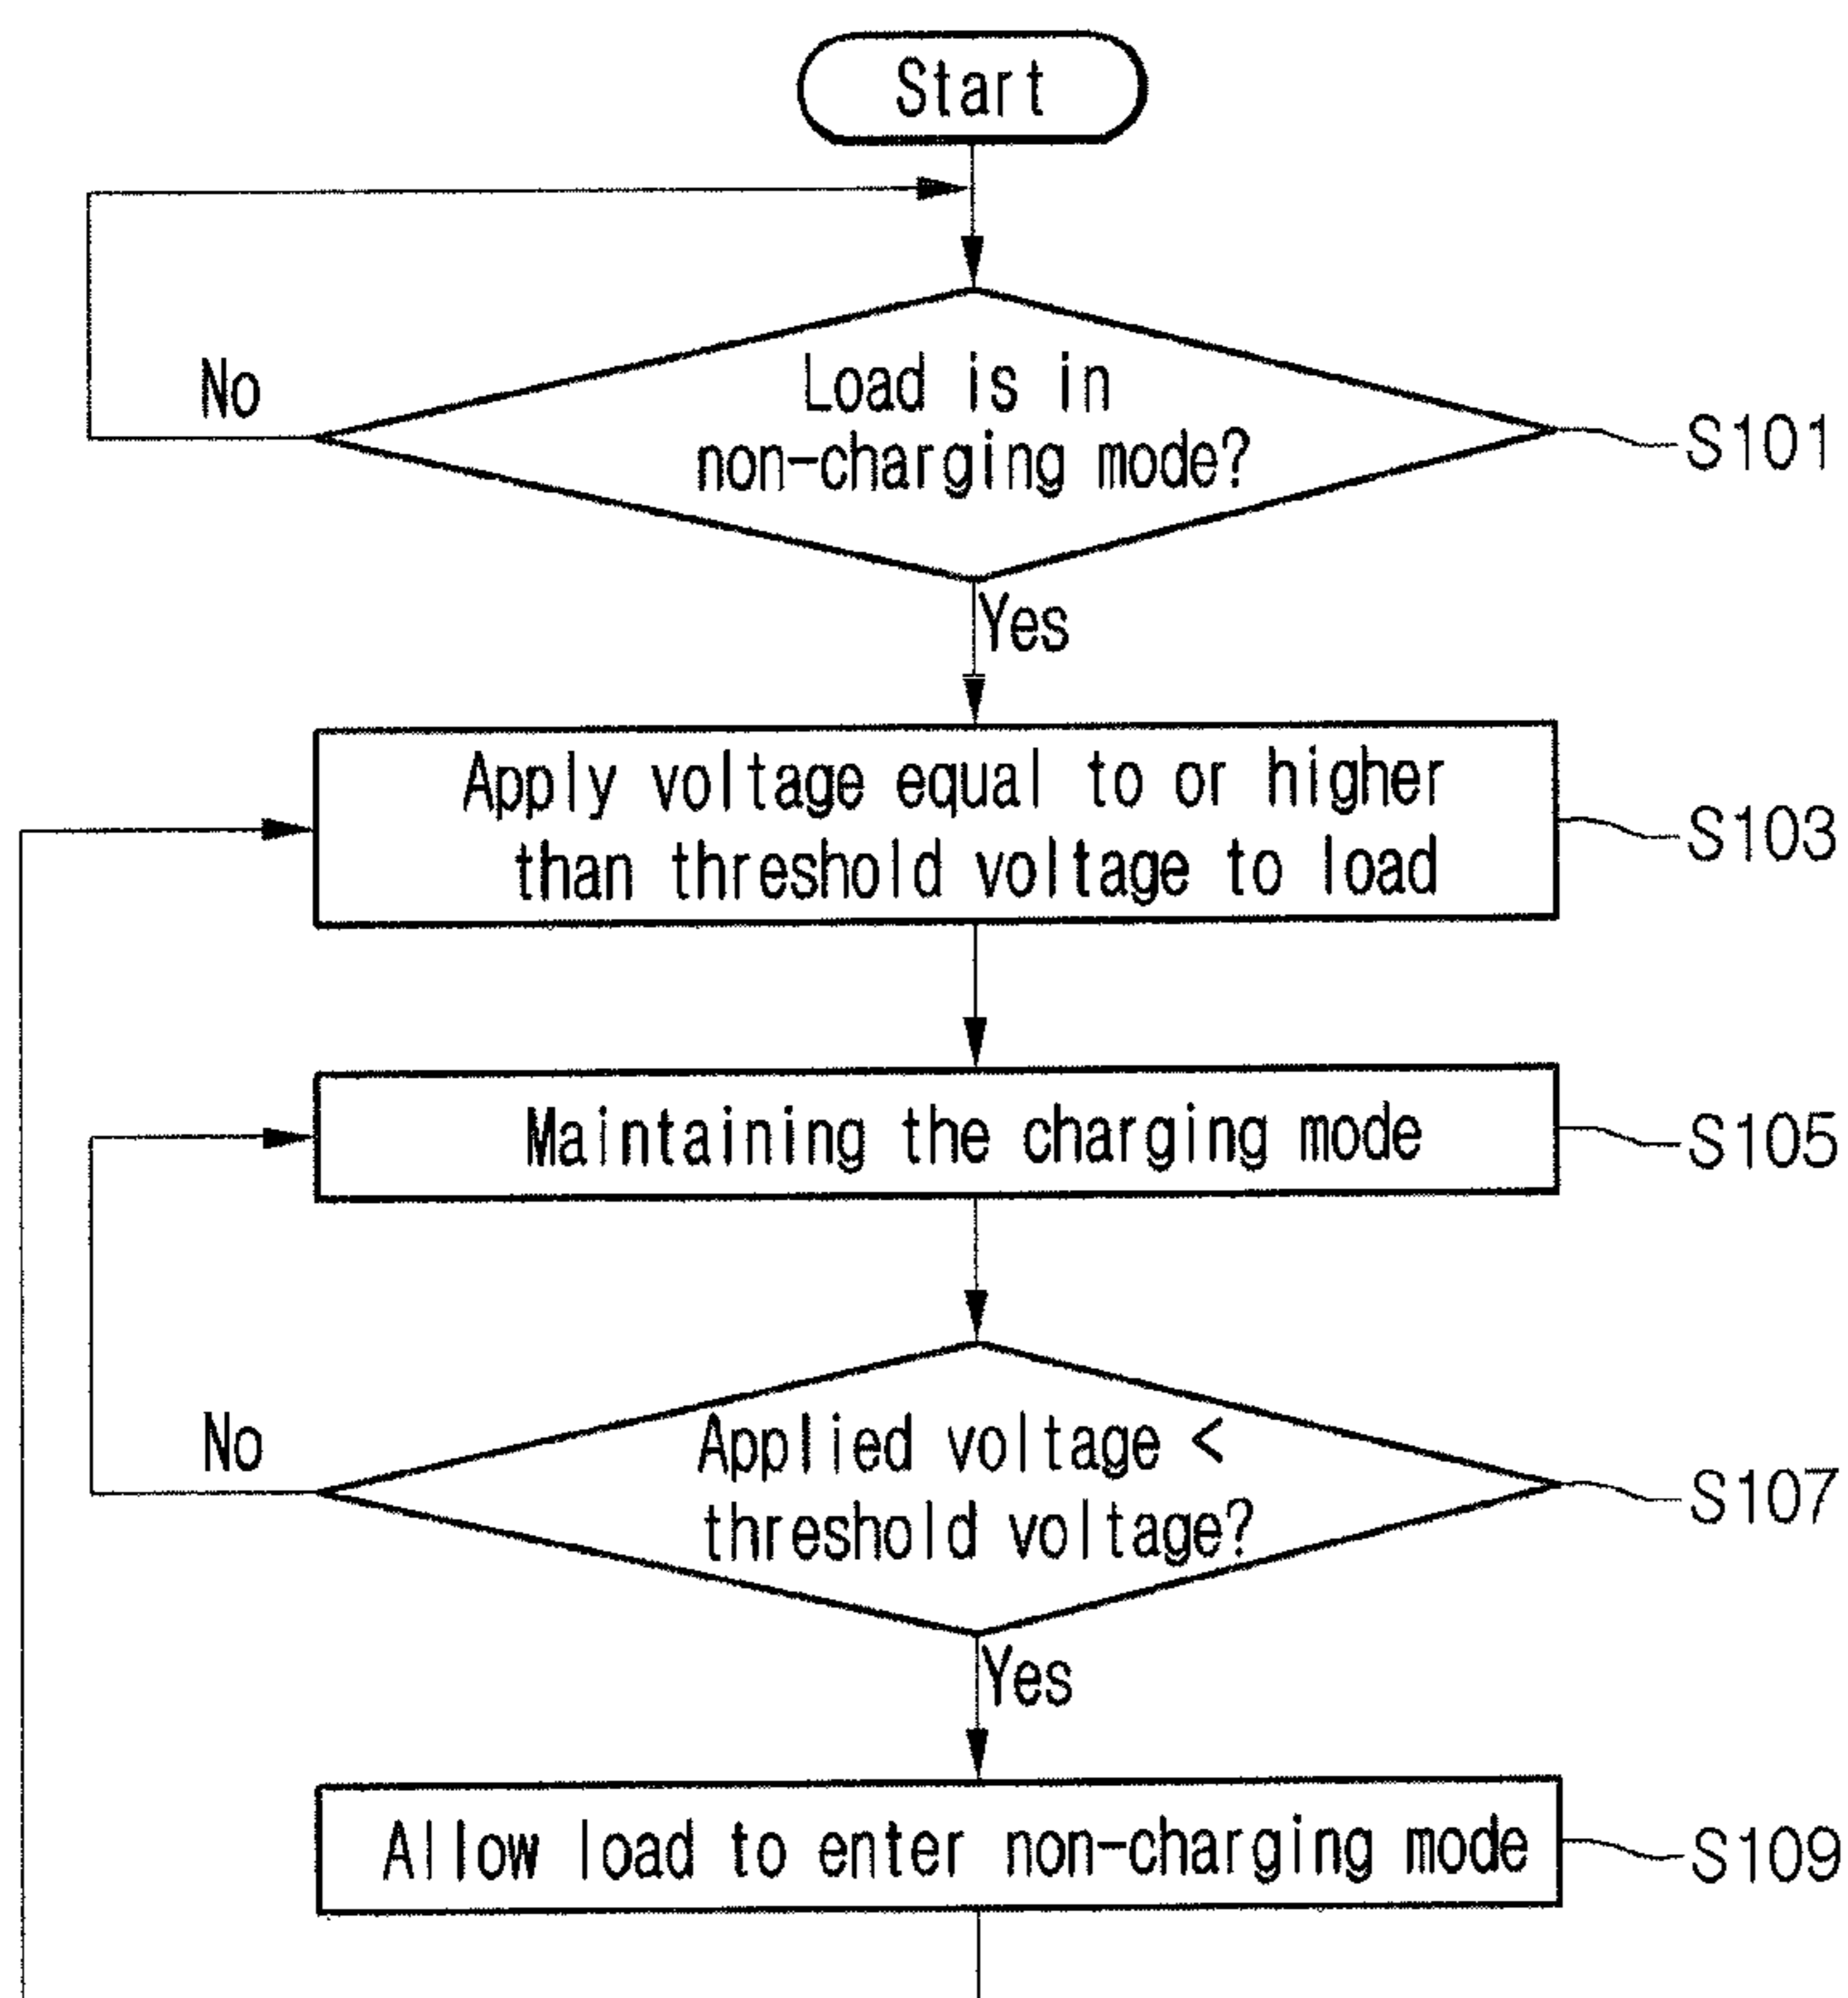 Start
No
Load is in
non-charging mode?
S101
Yes
Apply voltage equal to or higher
than threshold voltage to load
S103
Maintaining the charging mode
S105
No
Applied voltage <
threshold voltage?
S107
Yes
Allow load to enter non-charging mode
S109